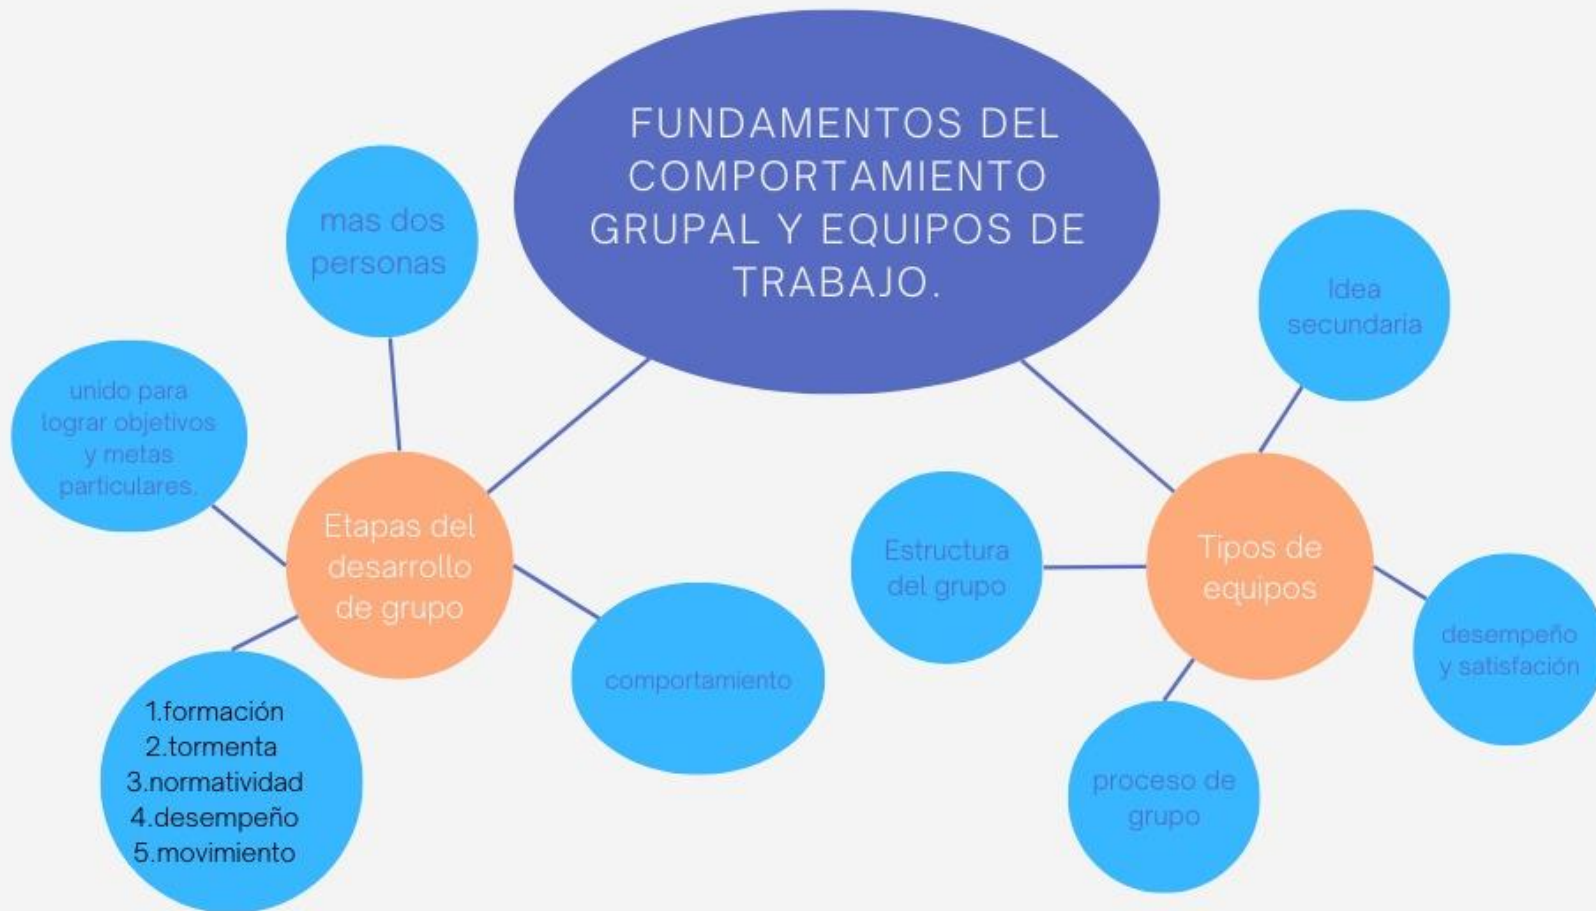 FUNDAMENTOS DEL
COMPORTAMIENTO
GRUPAL Y EQUIPOS DE
TRABAJO.
mas dos
personas
unido para
lograr objetivos
y metas
particulares.
Etapas del
desarrollo
de grupo
1.formación
2.tormenta
3.normatividad
4.desempeño
5.movimiento
comportamiento
Idea
secundaria
Estructura
del grupo
Tipos de
equipos
desempeño
y satisfacción
proceso de
grupo